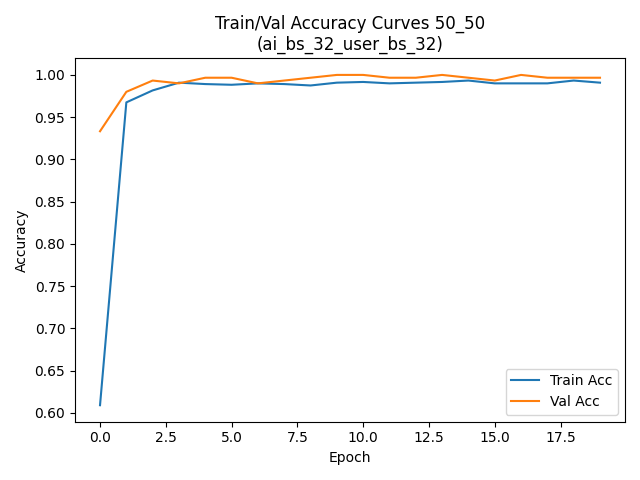 Train/Val Accuracy Curves 50_50
(ai_bs_32_user_bs_32)
1.00
0.95
0.90
0.85
0.80
0.75
0.70
0.65
0.60
Accuracy
Train Acc
Val Acc
0.0 2.5 5.0 7.5 10.0 12.5 15.0 17.5
Epoch